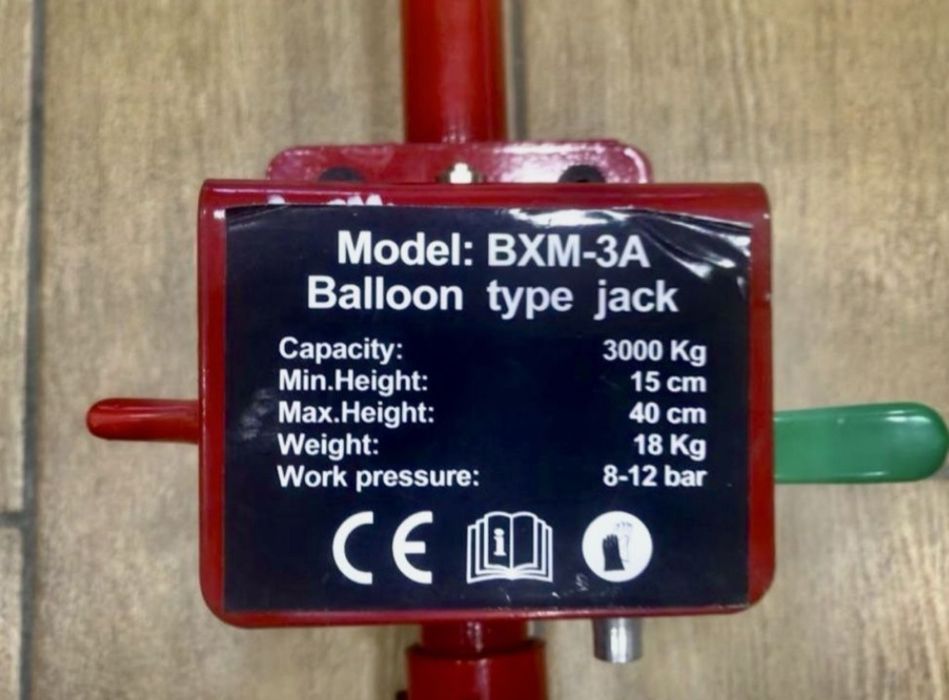 Model: BXM-3A
Balloon type jack
Capacity: 3000 Kg
Min.Height: 15 cm
Max.Height: 40 cm
Weight: 18 Kg
Work pressure: 8-12 bar
CE